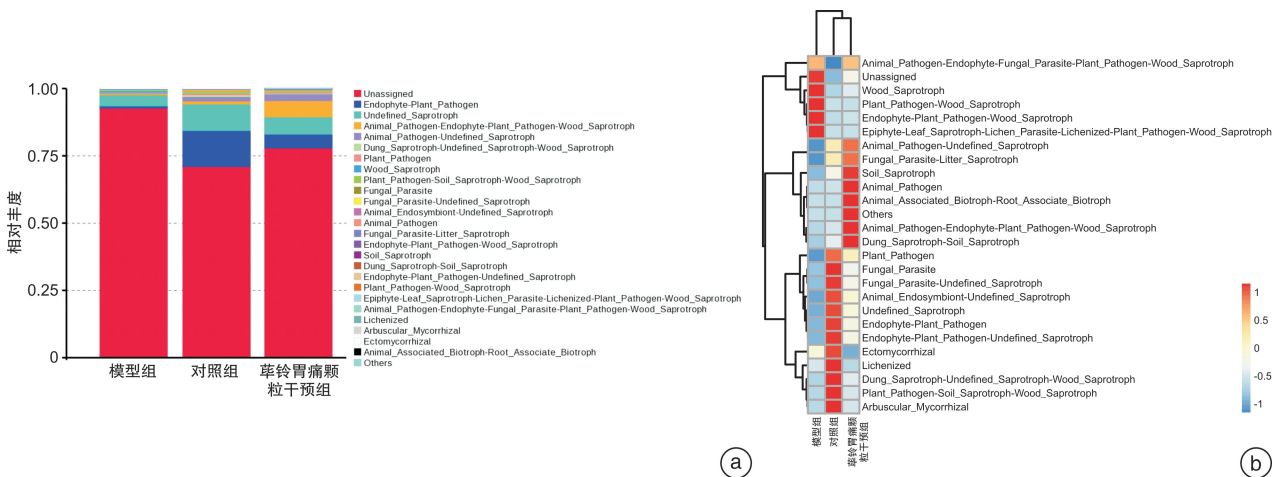 相对丰度
1.00
0.75
0.50
0.25
0
模型组
对照组
荜铃胃痛颗
粒干预组
Unassigned
Endophyte-Plant_Pathogen
Undefined_Saprotroph
Animal_Pathogen-Endophyte-Plant_Pathogen-Wood_Saprotroph
Animal_Pathogen-Undefined_Saprotroph
Dung_Saprotroph-Undefined_Saprotroph-Wood_Saprotroph
Plant_Pathogen
Wood_Saprotroph
Plant_Pathogen-Soil_Saprotroph-Wood_Saprotroph
Fungal_Parasite
Fungal_Parasite-Undefined_Saprotroph
Animal_Endosymbiont-Undefined_Saprotroph
Animal_Pathogen
Fungal_Parasite-Litter_Saprotroph
Endophyte-Plant_Pathogen-Wood_Saprotroph
Soil_Saprotroph
Dung_Saprotroph-Soil_Saprotroph
Endophyte-Plant_Pathogen-Undefined_Saprotroph
Plant_Pathogen-Wood_Saprotroph
Epiphyte-Leaf_Saprotroph-Lichen_Parasite-Lichenized-Plant_Pathogen-Wood_Saprotroph
Animal_Pathogen-Endophyte-Fungal_Parasite-Plant_Pathogen-Wood_Saprotroph
Lichenized
Arbuscular_Mycorrhizal
Ectomycorrhizal
Animal_Associated_Biotroph-Root_Associate_Biotroph
Others
a
Animal_Pathogen-Endophyte-Fungal_Parasite-Plant_Pathogen-Wood_Saprotroph
Unassigned
Wood_Saprotroph
Plant_Pathogen-Wood_Saprotroph
Endophyte-Plant_Pathogen-Wood_Saprotroph
Epiphyte-Leaf_Saprotroph-Lichen_Parasite-Lichenized-Plant_Pathogen-Wood_Saprotroph
Animal_Pathogen-Undefined_Saprotroph
Fungal_Parasite-Litter_Saprotroph
Soil_Saprotroph
Animal_Pathogen
Animal_Associated_Biotroph-Root_Associate_Biotroph
Others
Animal_Pathogen-Endophyte-Plant_Pathogen-Wood_Saprotroph
Dung_Saprotroph-Soil_Saprotroph
Plant_Pathogen
Fungal_Parasite
Fungal_Parasite-Undefined_Saprotroph
Animal_Endosymbiont-Undefined_Saprotroph
Undefined_Saprotroph
Endophyte-Plant_Pathogen
Endophyte-Plant_Pathogen-Undefined_Saprotroph
Ectomycorrhizal
Lichenized
Dung_Saprotroph-Undefined_Saprotroph-Wood_Saprotroph
Plant_Pathogen-Soil_Saprotroph-Wood_Saprotroph
Arbuscular_Mycorrhizal
模型组
对照组
荜铃胃痛颗
粒干预组
1
0.5
0
-0.5
-1
b